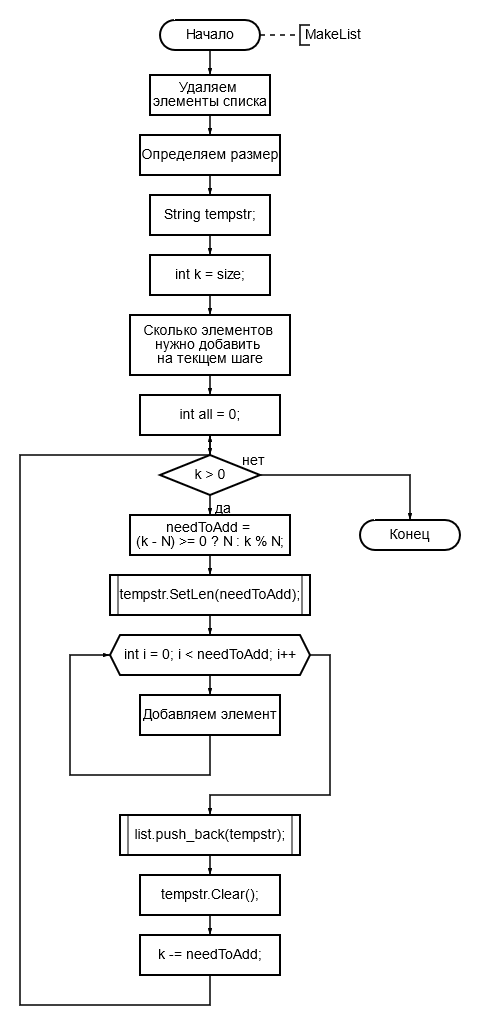 Начало
MakeList
Удаляем
элементы списка
Определяем размер
String tempstr;
int k = size;
Сколько элементов
нужно добавить
на текщем шаге
int all = 0;
нет
k > 0
да
Конец
needToAdd =
(k - N) >= 0 ? N : k % N;
tempstr.SetLen(needToAdd);
int i = 0; i < needToAdd; i++
Добавляем элемент
list.push_back(tempstr);
tempstr.Clear();
k -= needToAdd;